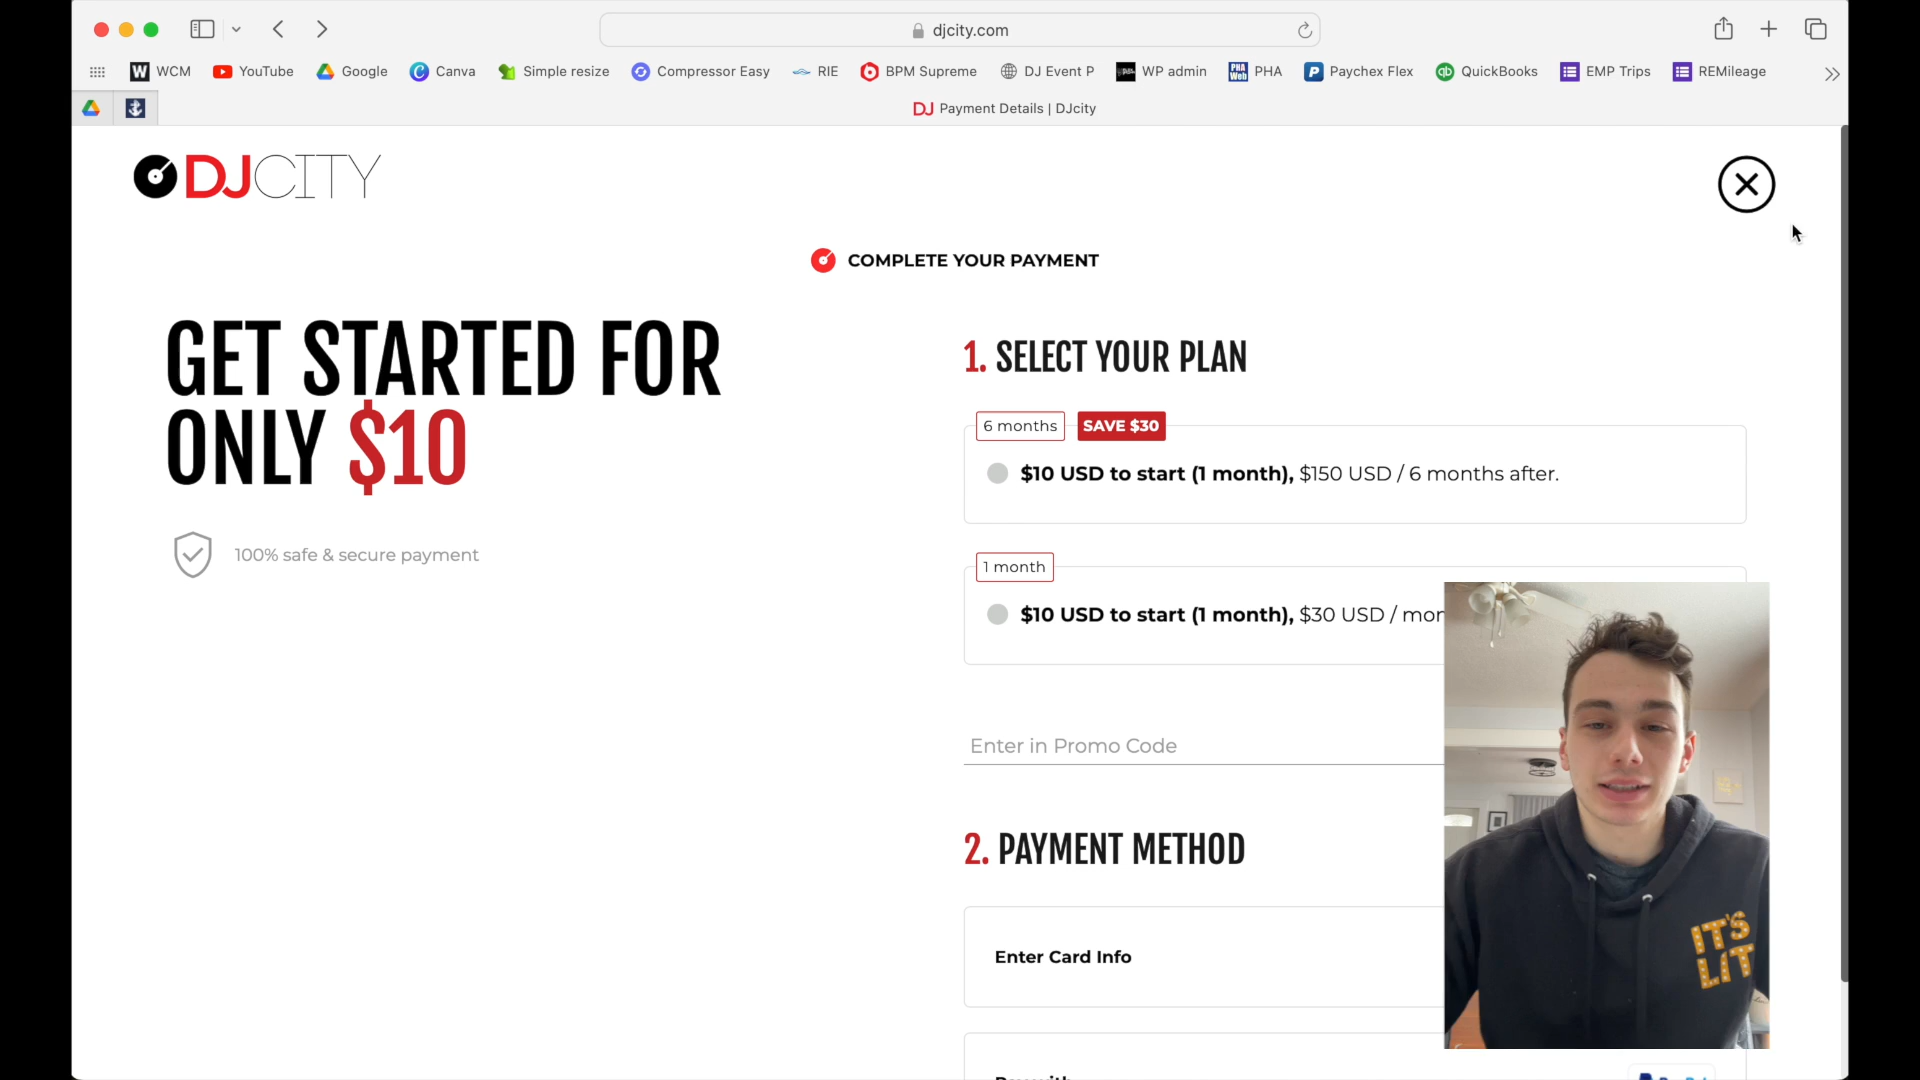 djcity.com
WCM
YouTube
Google
Canva
Simple resize
Compressor Easy
RIE
BPM Supreme
DJ Event P
WP admin
PHA
Web
PHA
Paychex Flex
QuickBooks
EMP Trips
REMileage
DJ Payment Details | DJcity
DJCITY
COMPLETE YOUR PAYMENT
GET STARTED FOR
ONLY $10
100% safe & secure payment
1. SELECT YOUR PLAN
6 months SAVE $30
$10 USD to start (1 month), $150 USD / 6 months after.
1 month
$10 USD to start (1 month), $30 USD / mon
Enter in Promo Code
2. PAYMENT METHOD
Enter Card Info
IT'S
LIT